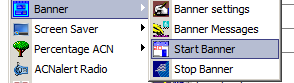 Banner
Screen Saver
Percentage ACN
ACNalert Radio
Banner settings
Banner Messages
Start Banner
Stop Banner